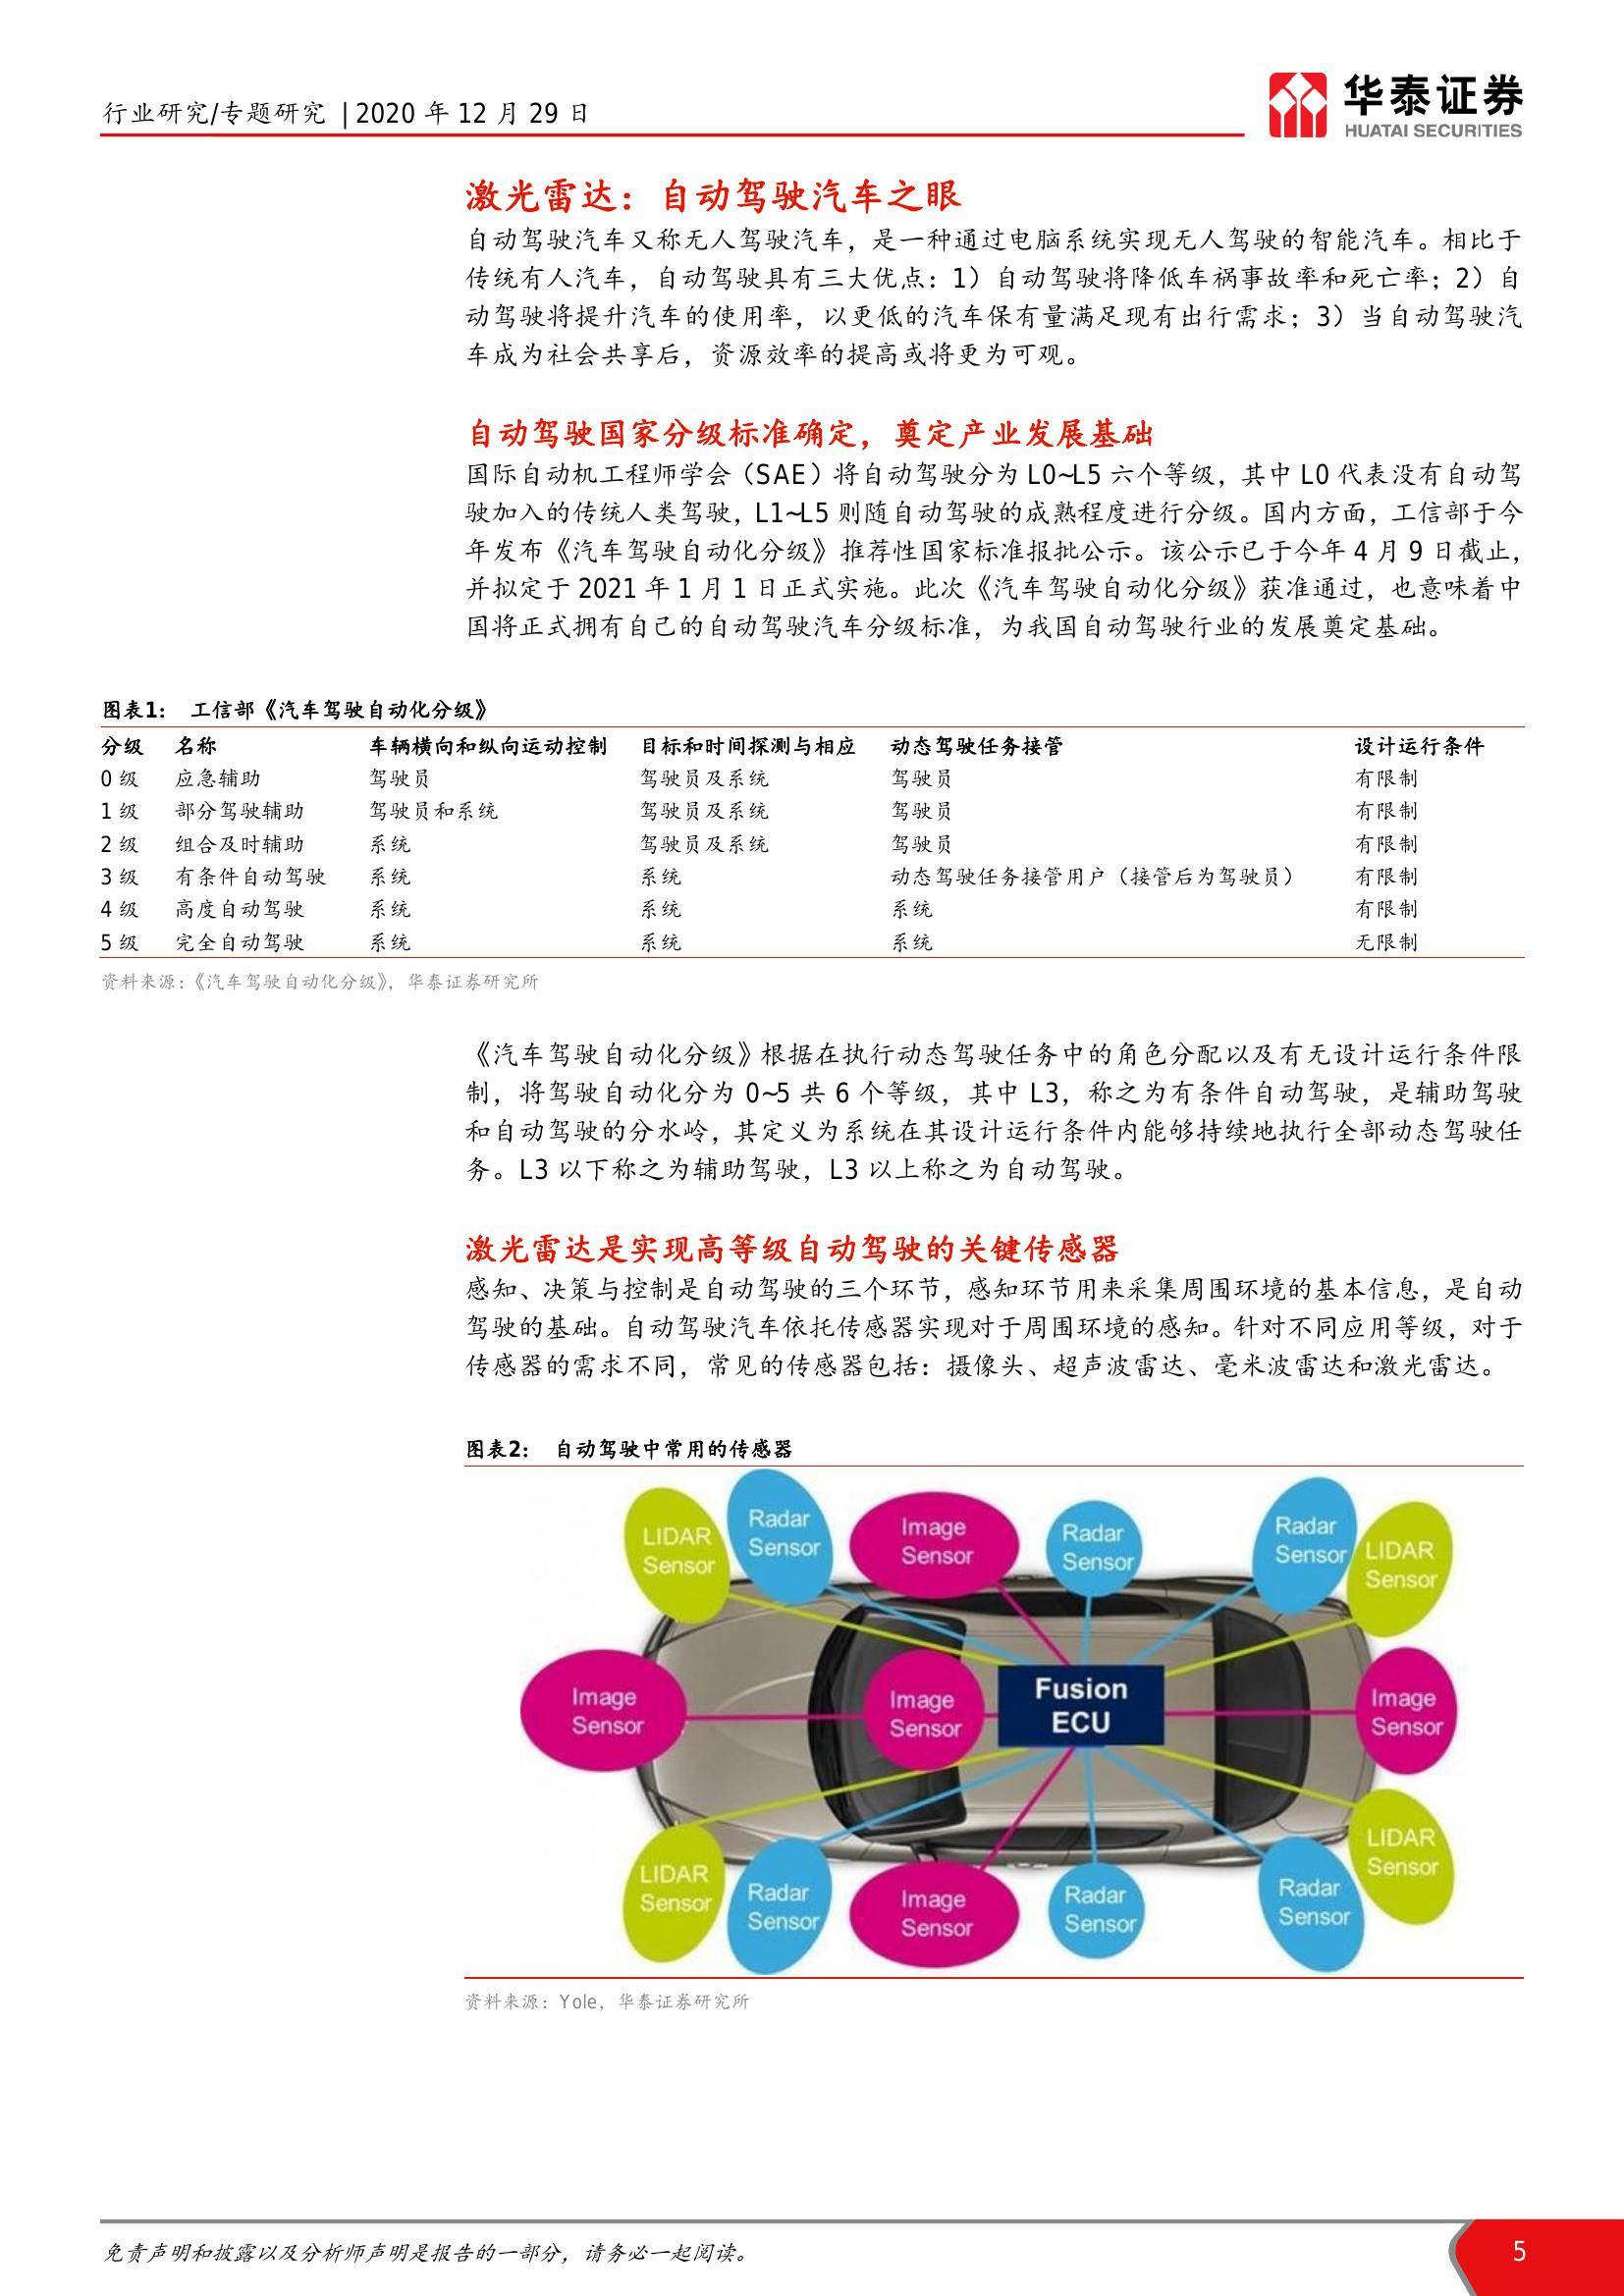 行业研究/专题研究 | 2020 年 12 月 29 日
华泰证券
HUATAI SECURITIES
激光雷达：自动驾驶汽车之眼
自动驾驶汽车又称无人驾驶汽车，是一种通过电脑系统实现无人驾驶的智能汽车。相比于
传统有人汽车，自动驾驶具有三大优点：1）自动驾驶将降低车祸事故率和死亡率；2）自
动驾驶将提升汽车的使用率，以更低的汽车保有量满足现有出行需求；3）当自动驾驶汽
车成为社会共享后，资源效率的提高或将更为可观。
自动驾驶国家分级标准确定，奠定产业发展基础
国际自动机工程师学会（SAE）将自动驾驶分为 L0~L5 六个等级，其中 L0 代表没有自动驾
驶加入的传统人类驾驶，L1~L5 则随自动驾驶的成熟程度进行分级。国内方面，工信部于今
年发布《汽车驾驶自动化分级》推荐性国家标准报批公示。该公示已于今年 4 月 9 日截止，
并拟定于 2021 年 1 月 1 日正式实施。此次《汽车驾驶自动化分级》获准通过，也意味着中
国将正式拥有自己的自动驾驶汽车分级标准，为我国自动驾驶行业的发展奠定基础。
图表1： 工信部《汽车驾驶自动化分级》
分级 名称 车辆横向和纵向运动控制 目标和时间探测与相应 动态驾驶任务接管 设计运行条件
0 级 应急辅助 驾驶员 驾驶员及系统 驾驶员 有限制
1 级 部分驾驶辅助 驾驶员和系统 驾驶员及系统 驾驶员 有限制
2 级 组合及时辅助 系统 驾驶员及系统 驾驶员 有限制
3 级 有条件自动驾驶 系统 系统 动态驾驶任务接管用户（接管后为驾驶员） 有限制
4 级 高度自动驾驶 系统 系统 系统 有限制
5 级 完全自动驾驶 系统 系统 系统 无限制
资料来源：《汽车驾驶自动化分级》，华泰证券研究所
《汽车驾驶自动化分级》根据在执行动态驾驶任务中的角色分配以及有无设计运行条件限
制，将驾驶自动化分为 0~5 共 6 个等级，其中 L3，称之为有条件自动驾驶，是辅助驾驶
和自动驾驶的分水岭，其定义为系统在其设计运行条件内能够持续地执行全部动态驾驶任
务。L3 以下称之为辅助驾驶，L3 以上称之为自动驾驶。
激光雷达是实现高等级自动驾驶的关键传感器
感知、决策与控制是自动驾驶的三个环节，感知环节用来采集周围环境的基本信息，是自动
驾驶的基础。自动驾驶汽车依托传感器实现对于周围环境的感知。针对不同应用等级，对于
传感器的需求不同，常见的传感器包括：摄像头、超声波雷达、毫米波雷达和激光雷达。
图表2： 自动驾驶中常用的传感器
LIDAR
Sensor
Radar
Sensor
Image
Sensor
Radar
Sensor
Radar
Sensor
LIDAR
Sensor
Image
Sensor
Image
Sensor
Fusion
ECU
Image
Sensor
LIDAR
Sensor
Radar
Sensor
Image
Sensor
Radar
Sensor
Radar
Sensor
LIDAR
Sensor
资料来源：Yole，华泰证券研究所
免责声明和披露以及分析师声明是报告的一部分，请务必一起阅读。
5